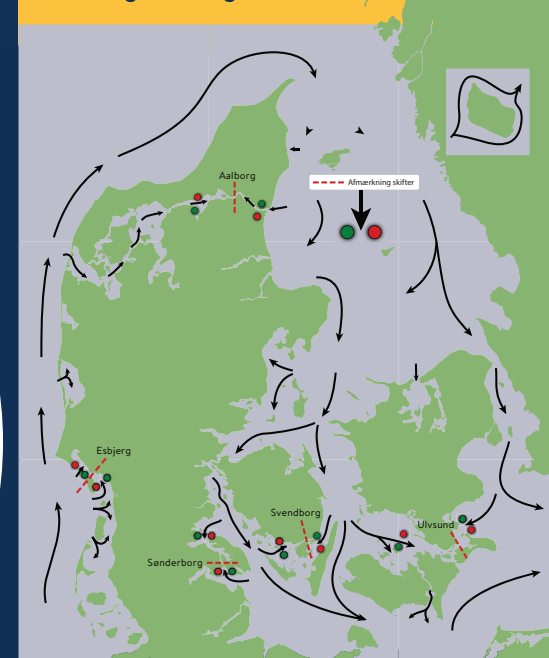 Aalborg
Afmærkning skifter
Esbjerg
Svendborg
Ulvsund
Sønderborg